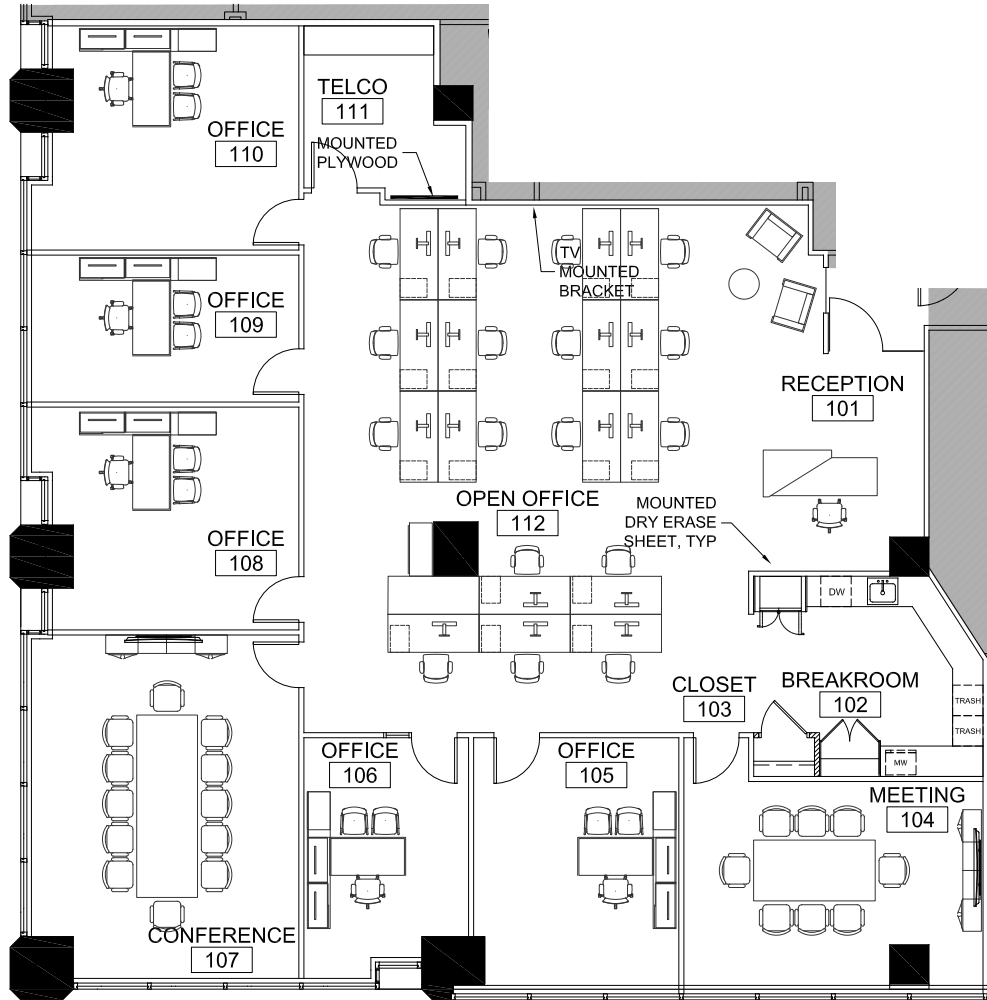 TELCO
111
OFFICE
110
MOUNTED
PLYWOOD
TV
MOUNTED
BRACKET
OFFICE
109
RECEPTION
101
OPEN OFFICE
112
MOUNTED
DRY ERASE
SHEET, TYP
OFFICE
108
DW
CLOSET
103
BREAKROOM
102
TRASH
TRASH
MW
OFFICE
106
OFFICE
105
MEETING
104
CONFERENCE
107